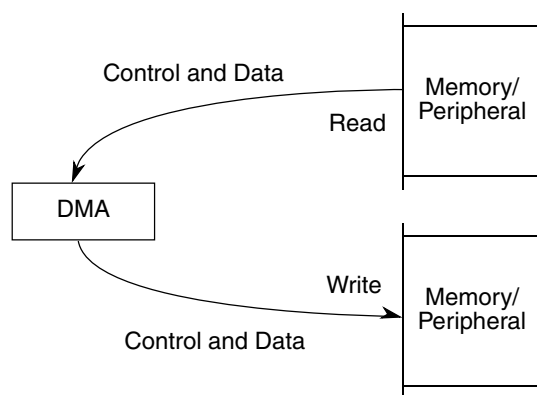 Control and Data
Memory/
Peripheral
Read
DMA
Write
Memory/
Peripheral
Control and Data